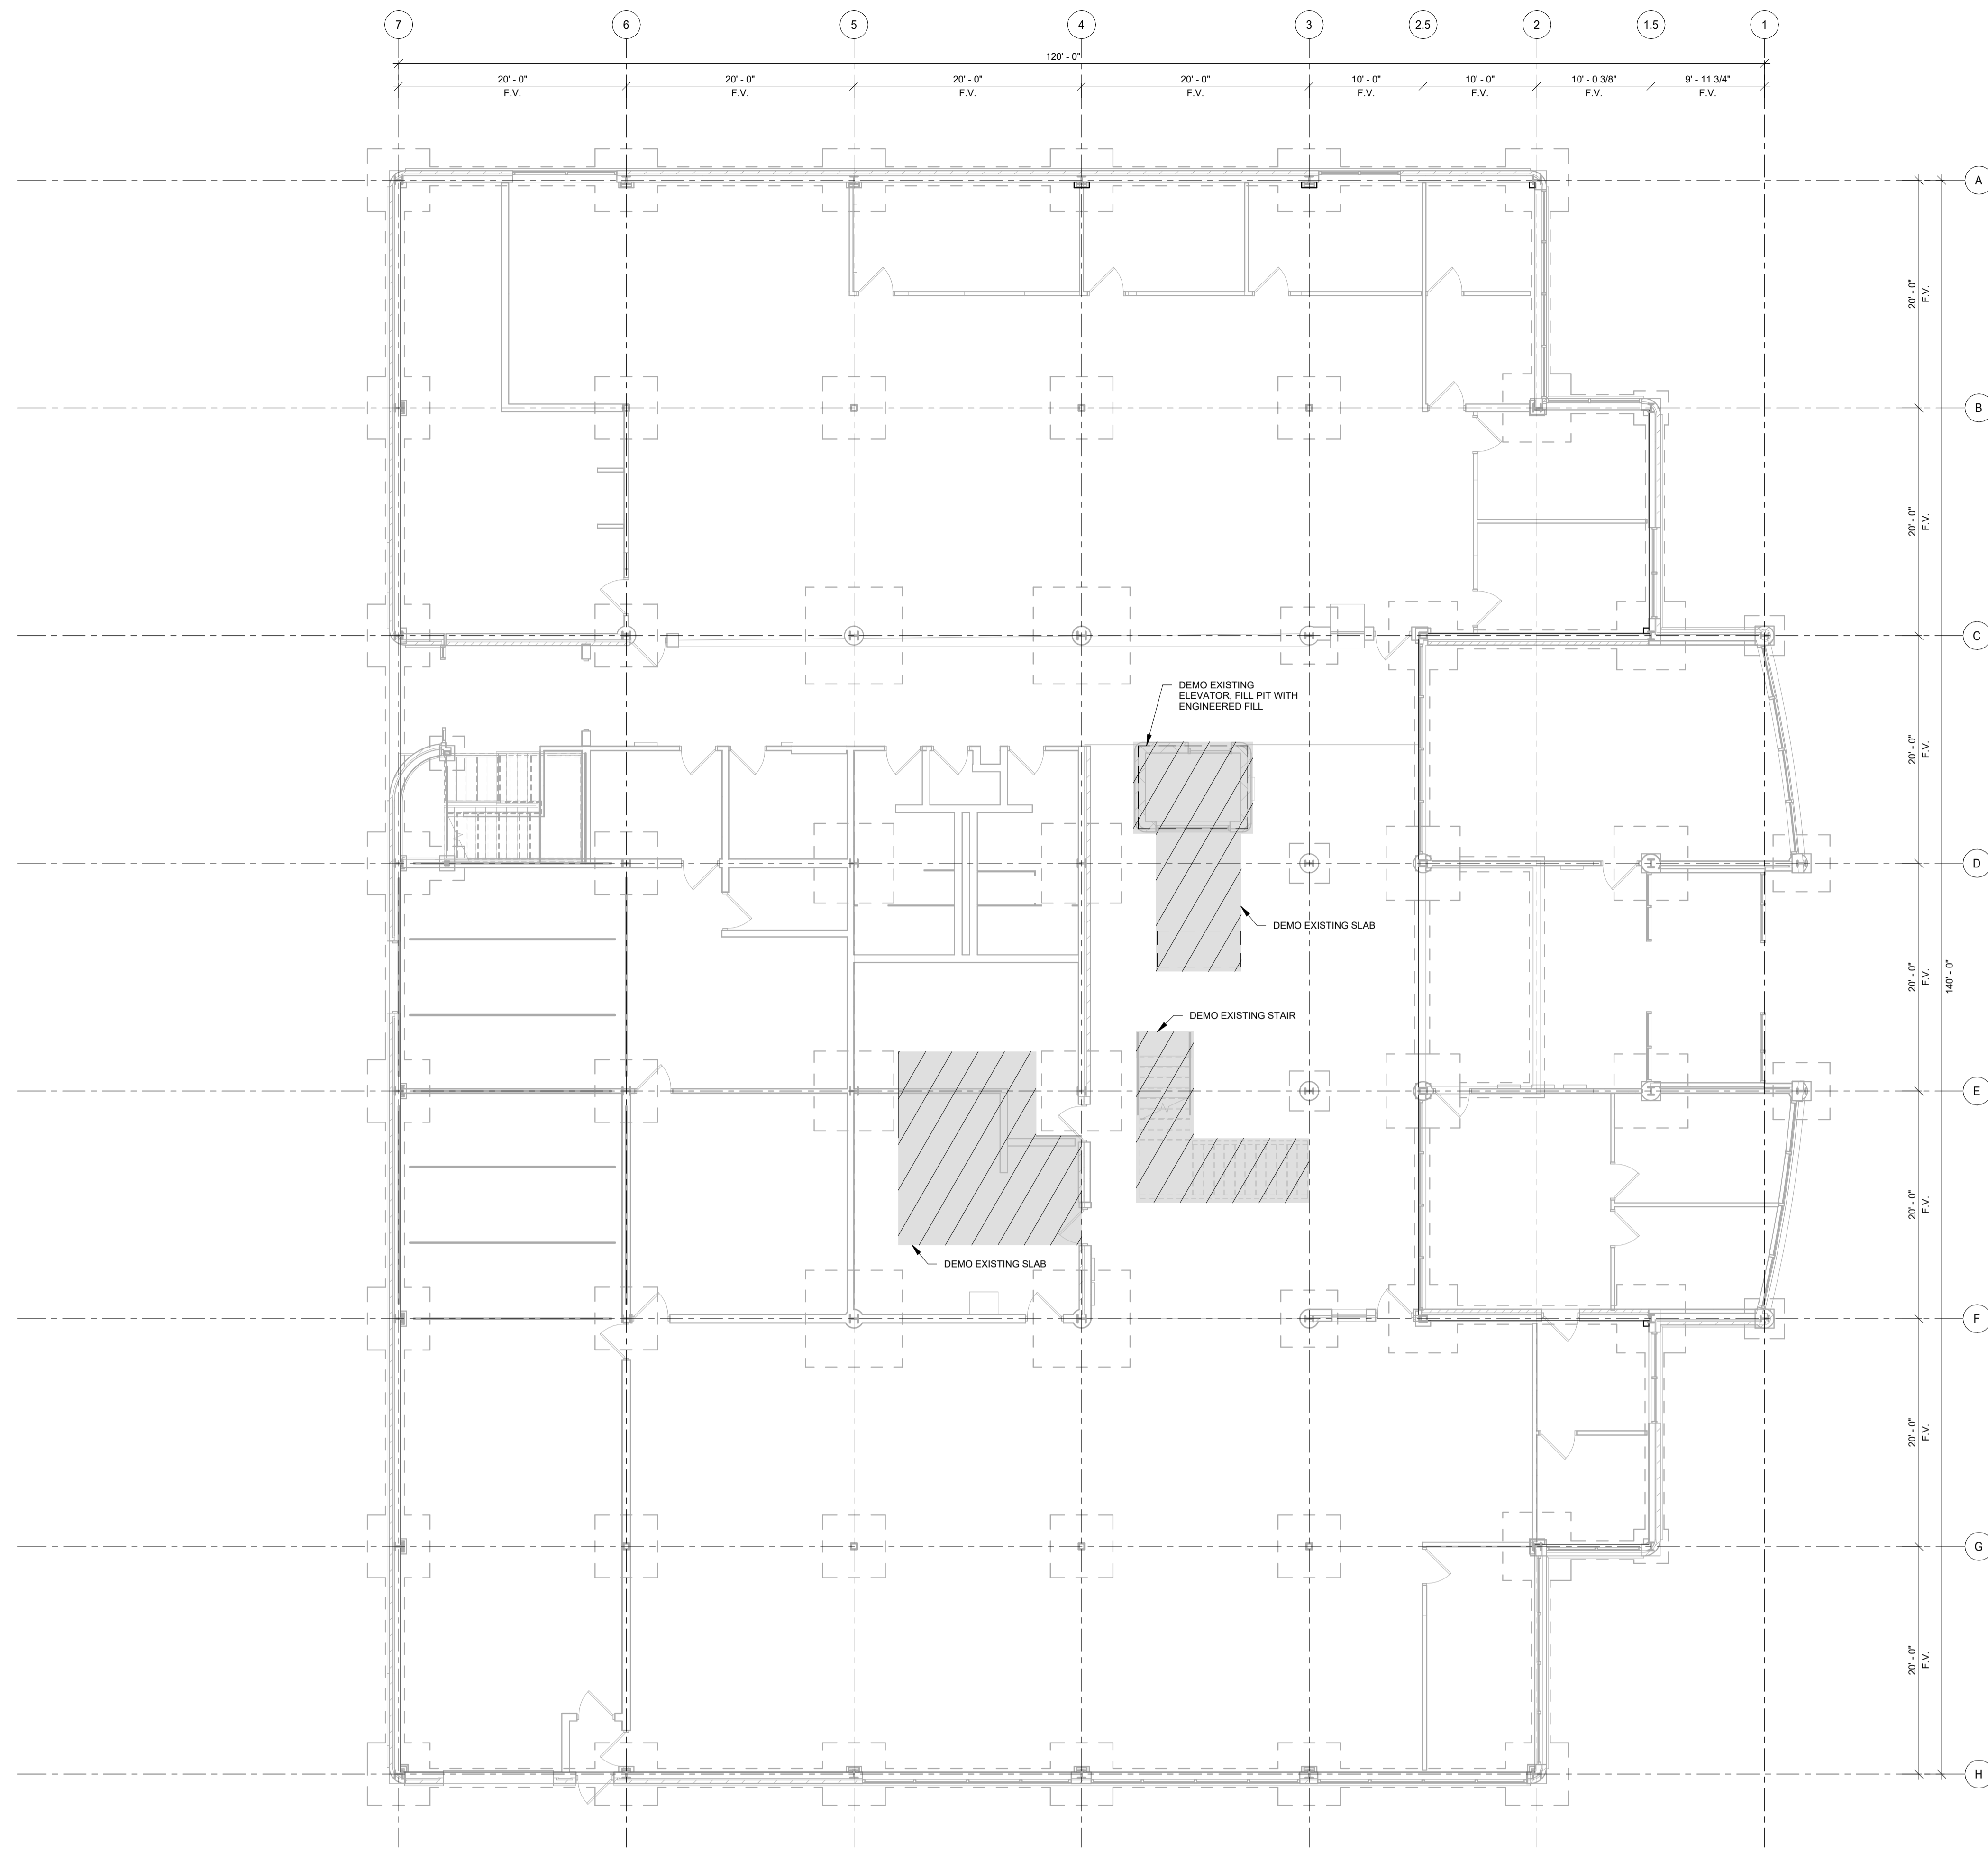 7 6 5 4 3 2.5 2 1.5 1
120' - 0"
20' - 0" 20' - 0" 20' - 0" 20' - 0" 10' - 0" 10' - 0" 10' - 0 3/8" 9' - 11 3/4"
F.V. F.V. F.V. F.V. F.V. F.V. F.V. F.V.
A
20' - 0"
F.V.
B
20' - 0"
F.V.
C
DEMO EXISTING
ELEVATOR, FILL PIT WITH
ENGINEERED FILL
20' - 0"
F.V.
D
DEMO EXISTING SLAB
20' - 0"
F.V.
140' - 0"
DEMO EXISTING STAIR
E
20' - 0"
F.V.
DEMO EXISTING SLAB
F
20' - 0"
F.V.
G
20' - 0"
F.V.
H